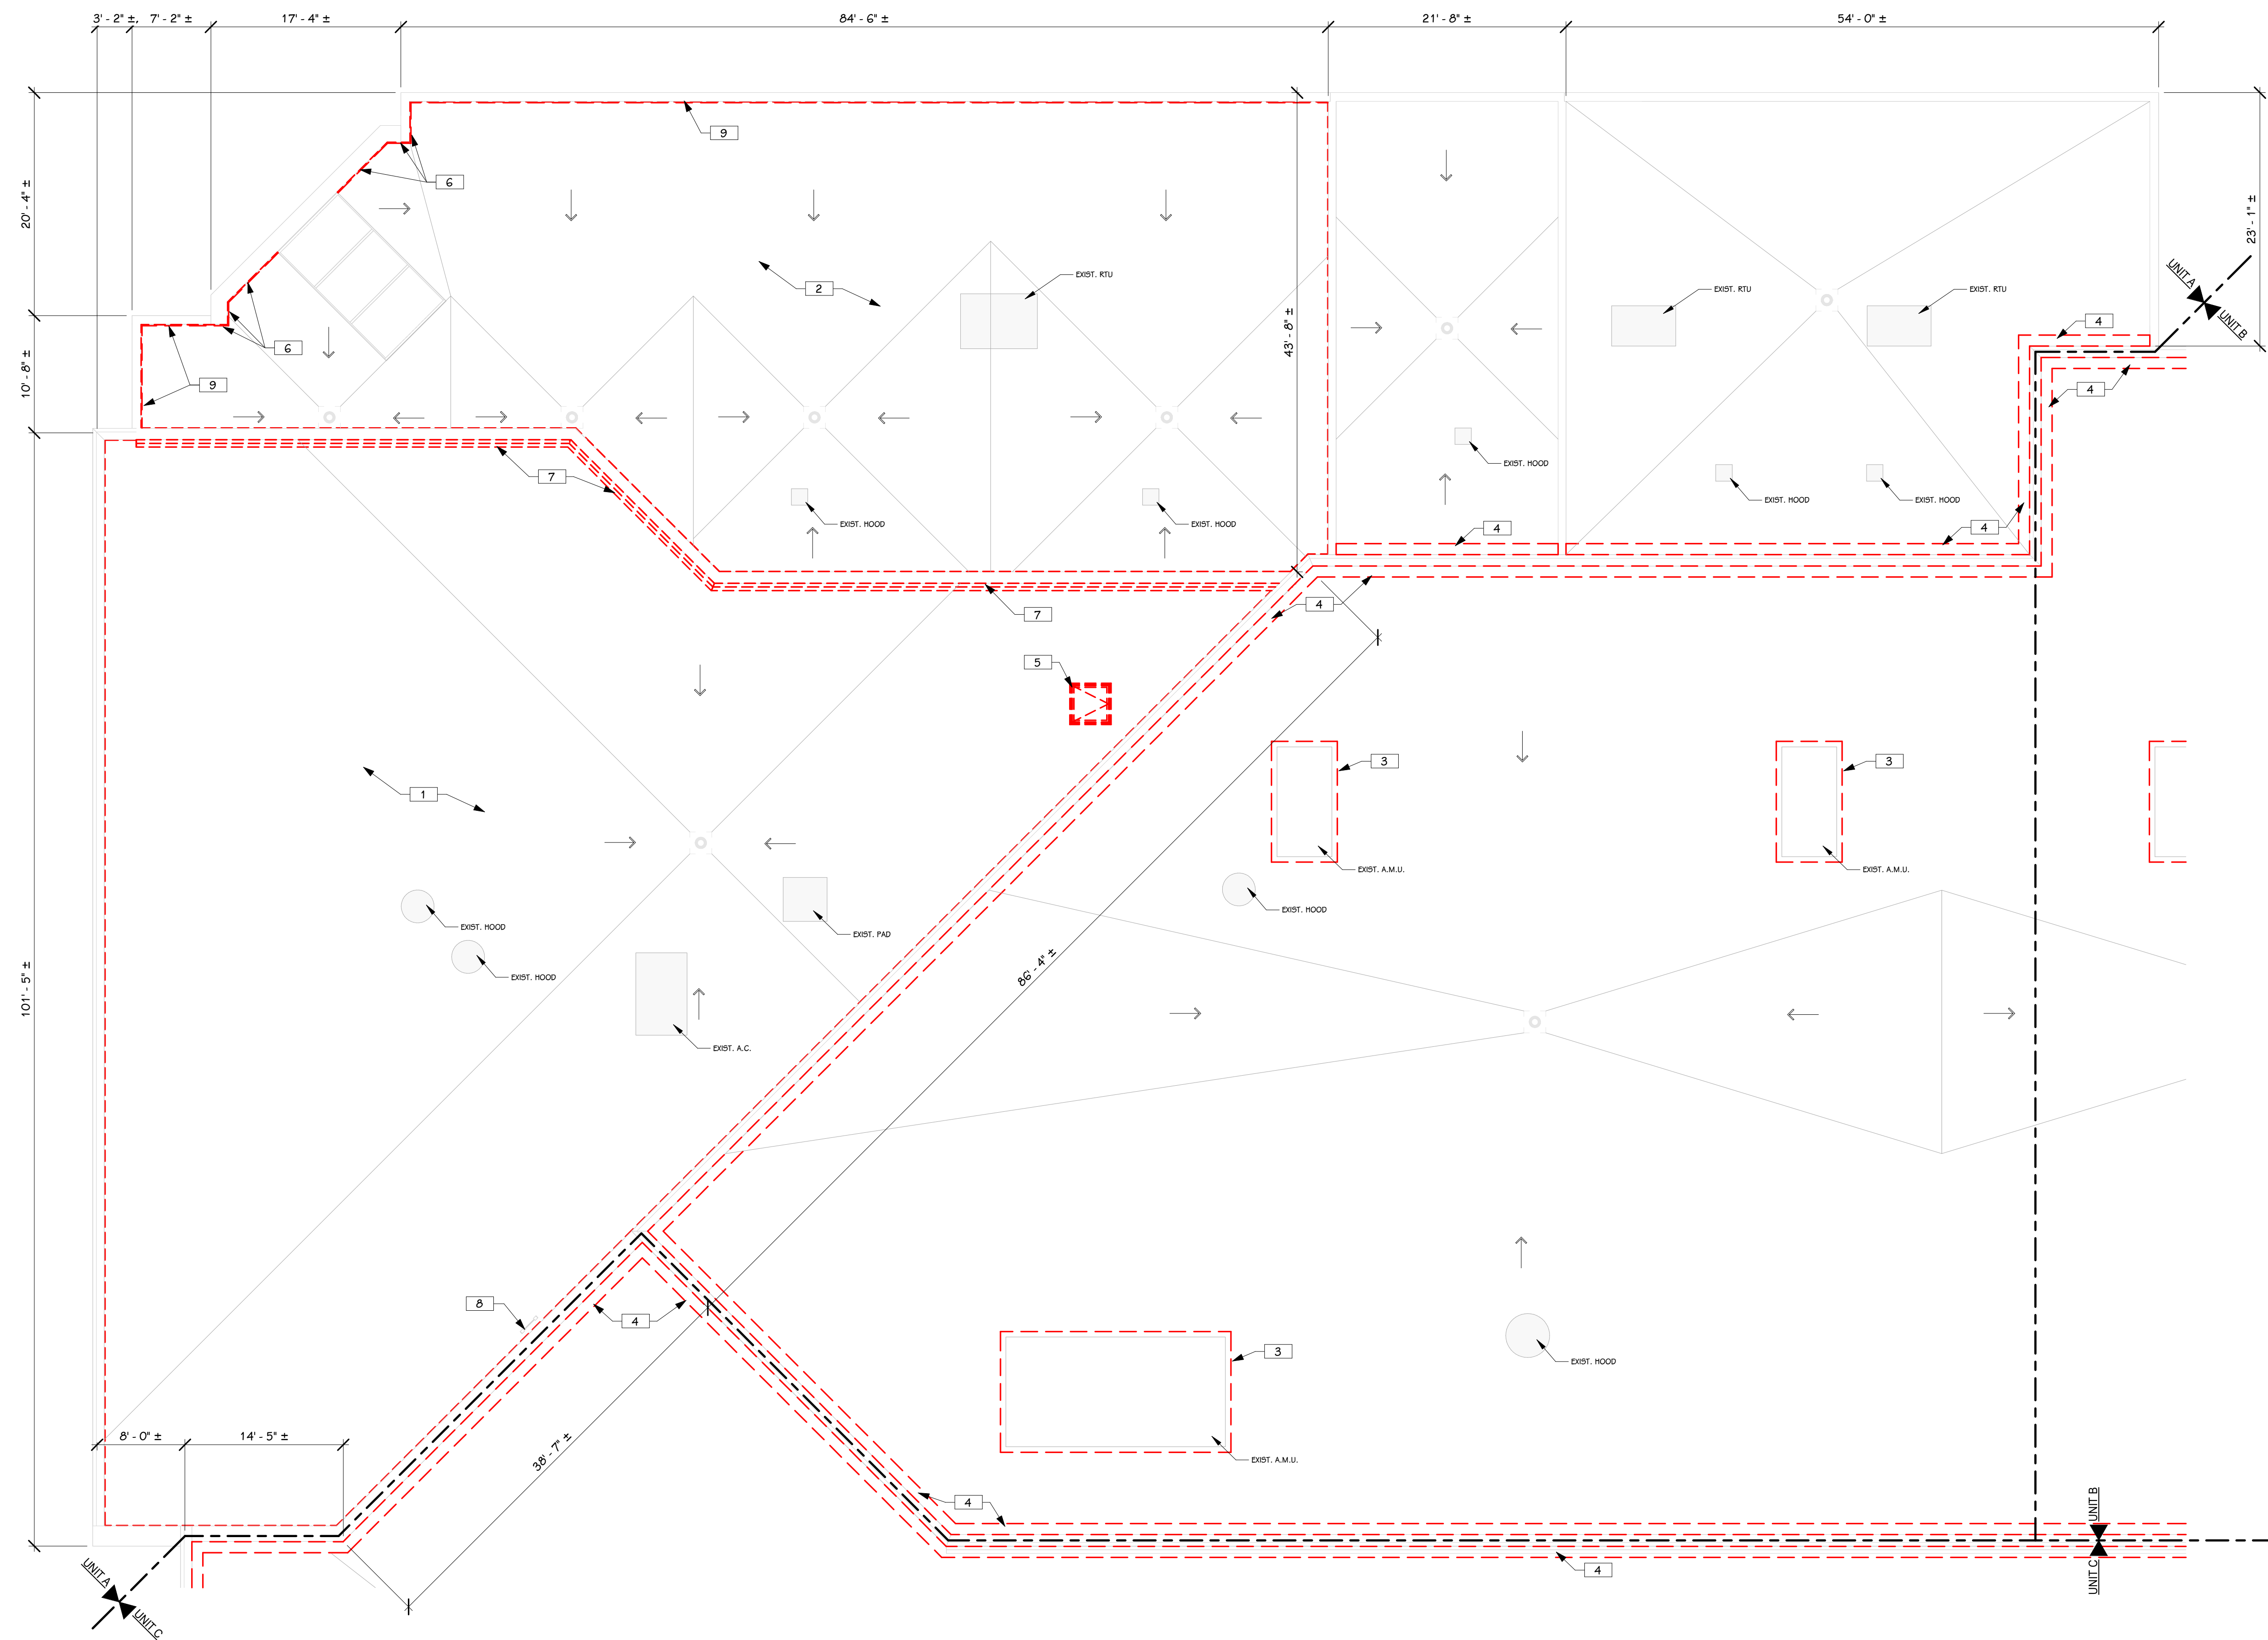 3' - 2" ±,
7' - 2" ±
17' - 4" ±
84' - 6" ±
21' - 8" ±
54' - 0" ±
9
6
20' - 4" ±
23' - 1" ±
EXIST. RTU
2
UNIT A
UNIT B
EXIST. RTU
EXIST. RTU
43' - 8" ±
4
6
10' - 8" ±
9
4
EXIST. HOOD
7
EXIST. HOOD
EXIST. HOOD
EXIST. HOOD
EXIST. HOOD
4
4
4
7
5
3
3
1
EXIST. A.M.U.
EXIST. A.M.U.
EXIST. HOOD
EXIST. HOOD
EXIST. PAD
EXIST. HOOD
101' - 5" ±
86' - 4" ±
EXIST. A.C.
8
4
3
EXIST. HOOD
8' - 0" ±
14' - 5" ±
38' - 7" ±
EXIST. A.M.U.
4
UNIT B
UNIT C
4
UNIT A
UNIT C